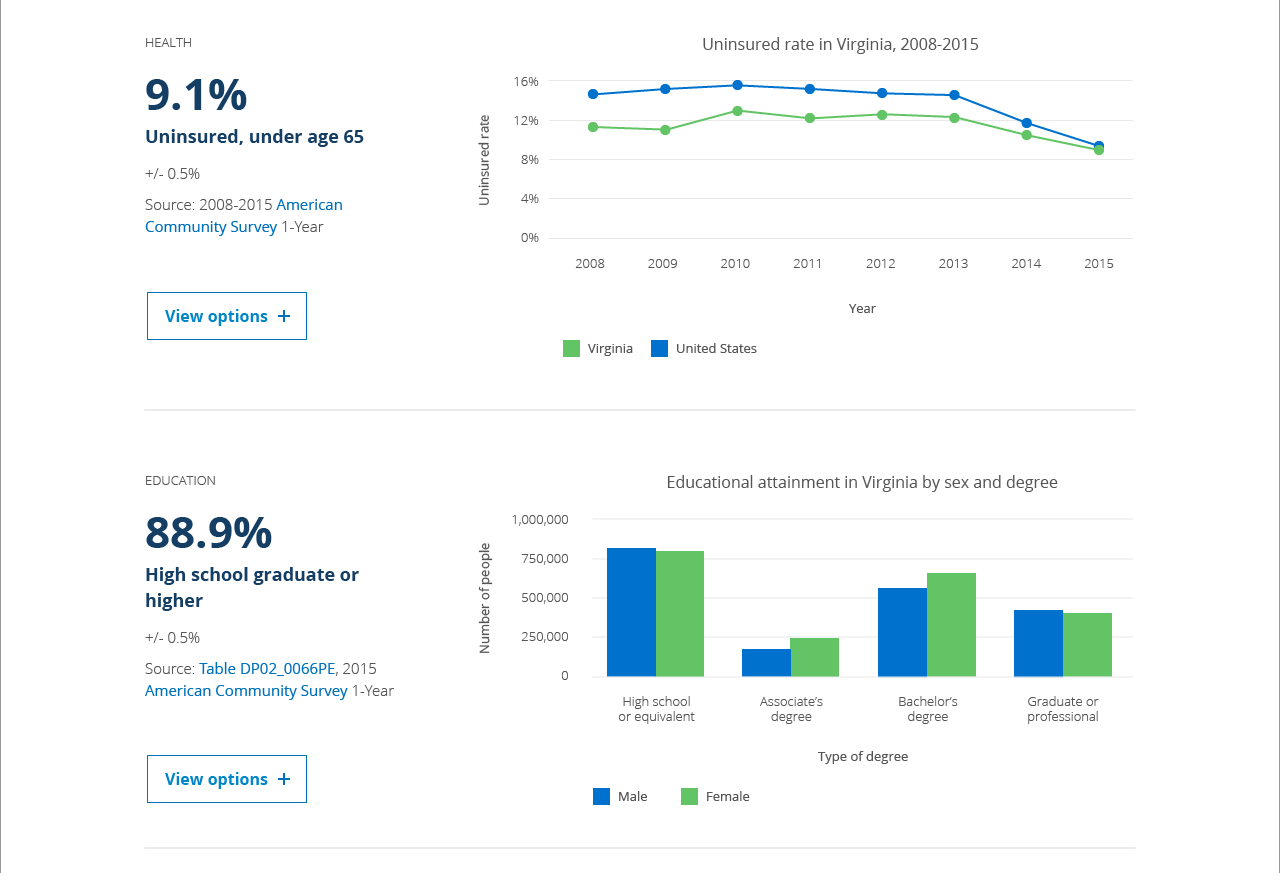 HEALTH
9.1%
Uninsured, under age 65
+/- 0.5%
Source: 2008-2015 American
Community Survey 1-Year
View options +
Uninsured rate in Virginia, 2008-2015
Uninsured rate
16%
12%
8%
4%
0%
2008 2009 2010 2011 2012 2013 2014 2015
Year
Virginia United States
EDUCATION
88.9%
High school graduate or
higher
+/- 0.5%
Source: Table DP02_0066PE, 2015
American Community Survey 1-Year
View options +
Educational attainment in Virginia by sex and degree
Number of people
1,000,000
750,000
500,000
250,000
0
High school Associate’s Bachelor’s Graduate or
or equivalent degree degree professional
Type of degree
Male Female